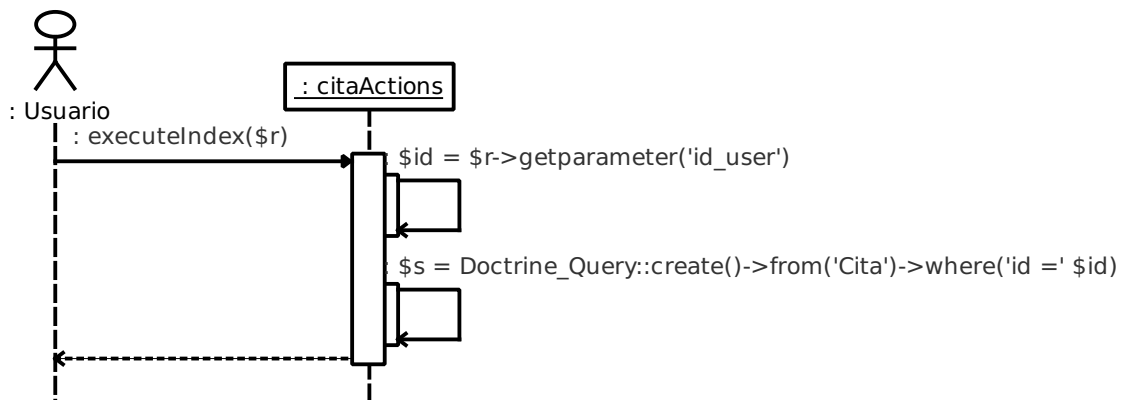 : citaActions
: Usuario
: executeIndex($r)
: $id = $r->getparameter('id_user')
: $s = Doctrine_Query::create()->from('Cita')->where('id =' $id)